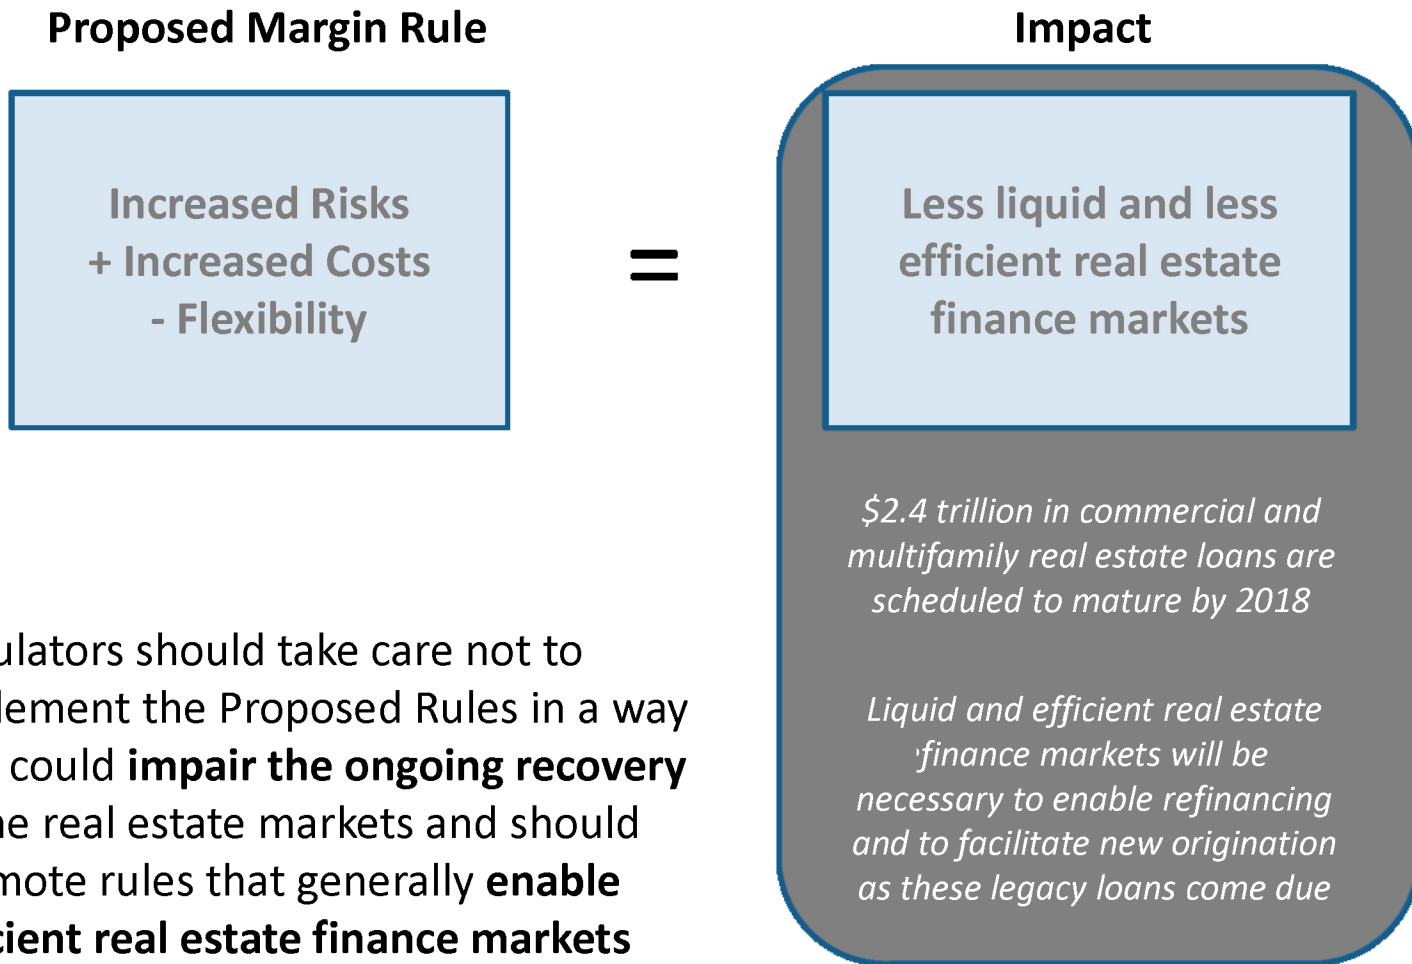 Proposed Margin Rule
Increased Risks
+ Increased Costs
- Flexibility
=
Impact
Less liquid and less
efficient real estate
finance markets
$2.4 trillion in commercial and
multifamily real estate loans are
scheduled to mature by 2018
Liquid and efficient real estate
finance markets will be
necessary to enable refinancing
and to facilitate new origination
as these legacy loans come due
ulators should take care not to
lement the Proposed Rules in a way
could impair the ongoing recovery
ne real estate markets and should
mote rules that generally enable
cient real estate finance markets